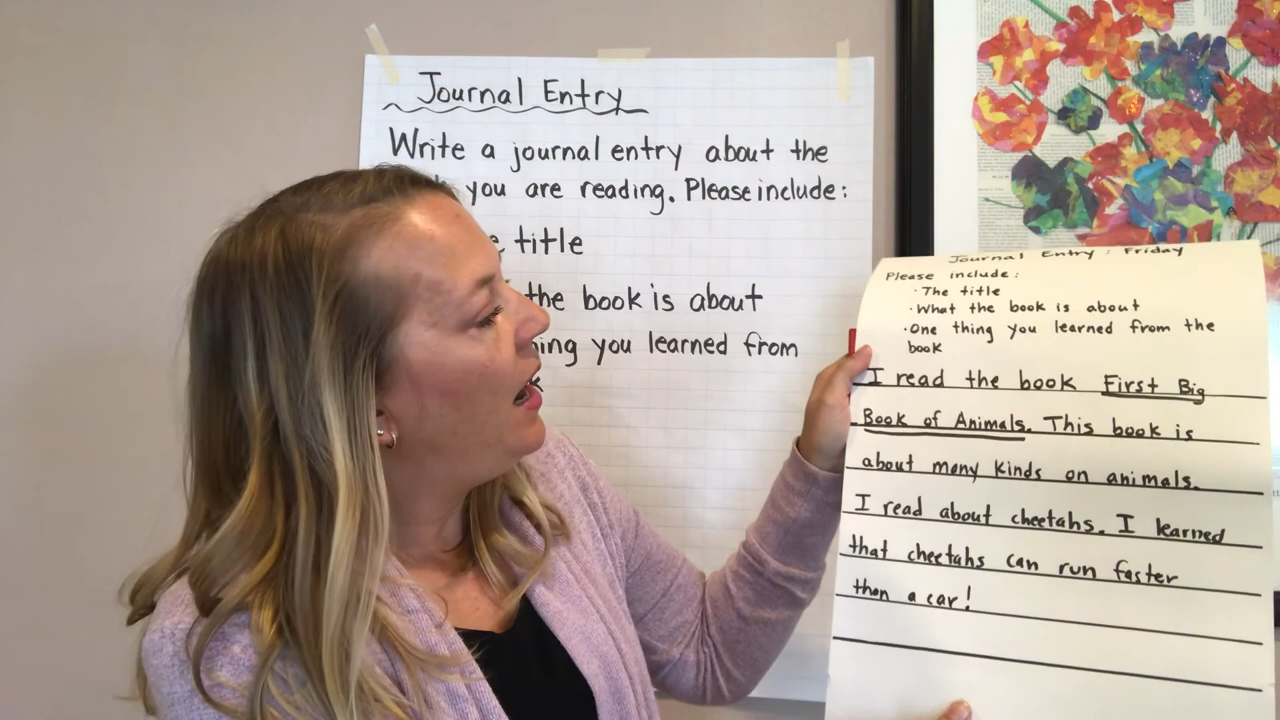 Journal Entry
Write a journal entry about the
you are reading. Please include:
title
the book is about
you learned from
Journal Entry: Friday
Please include:
· The title
· What the book is about
· One thing you learned from the
book
I read the book First Big
Book of Animals. This book is
about many kinds on animals.
I read about cheetahs. I learned
that cheetahs can run faster
then a car!